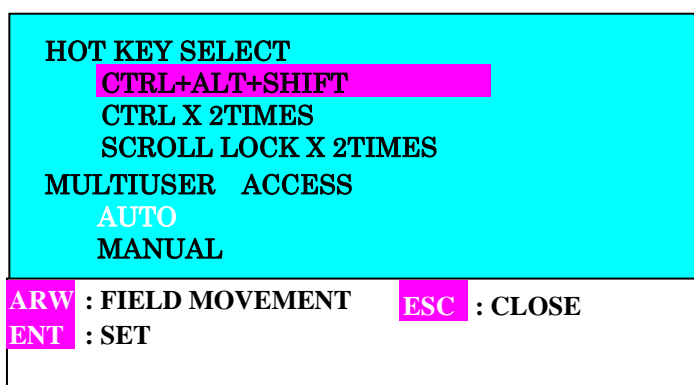 HOT KEY SELECT
CTRL+ALT+SHIFT
CTRL X 2TIMES
SCROLL LOCK X 2TIMES
MULTIUSER ACCESS
AUTO
MANUAL
ARW : FIELD MOVEMENT ESC : CLOSE
ENT : SET